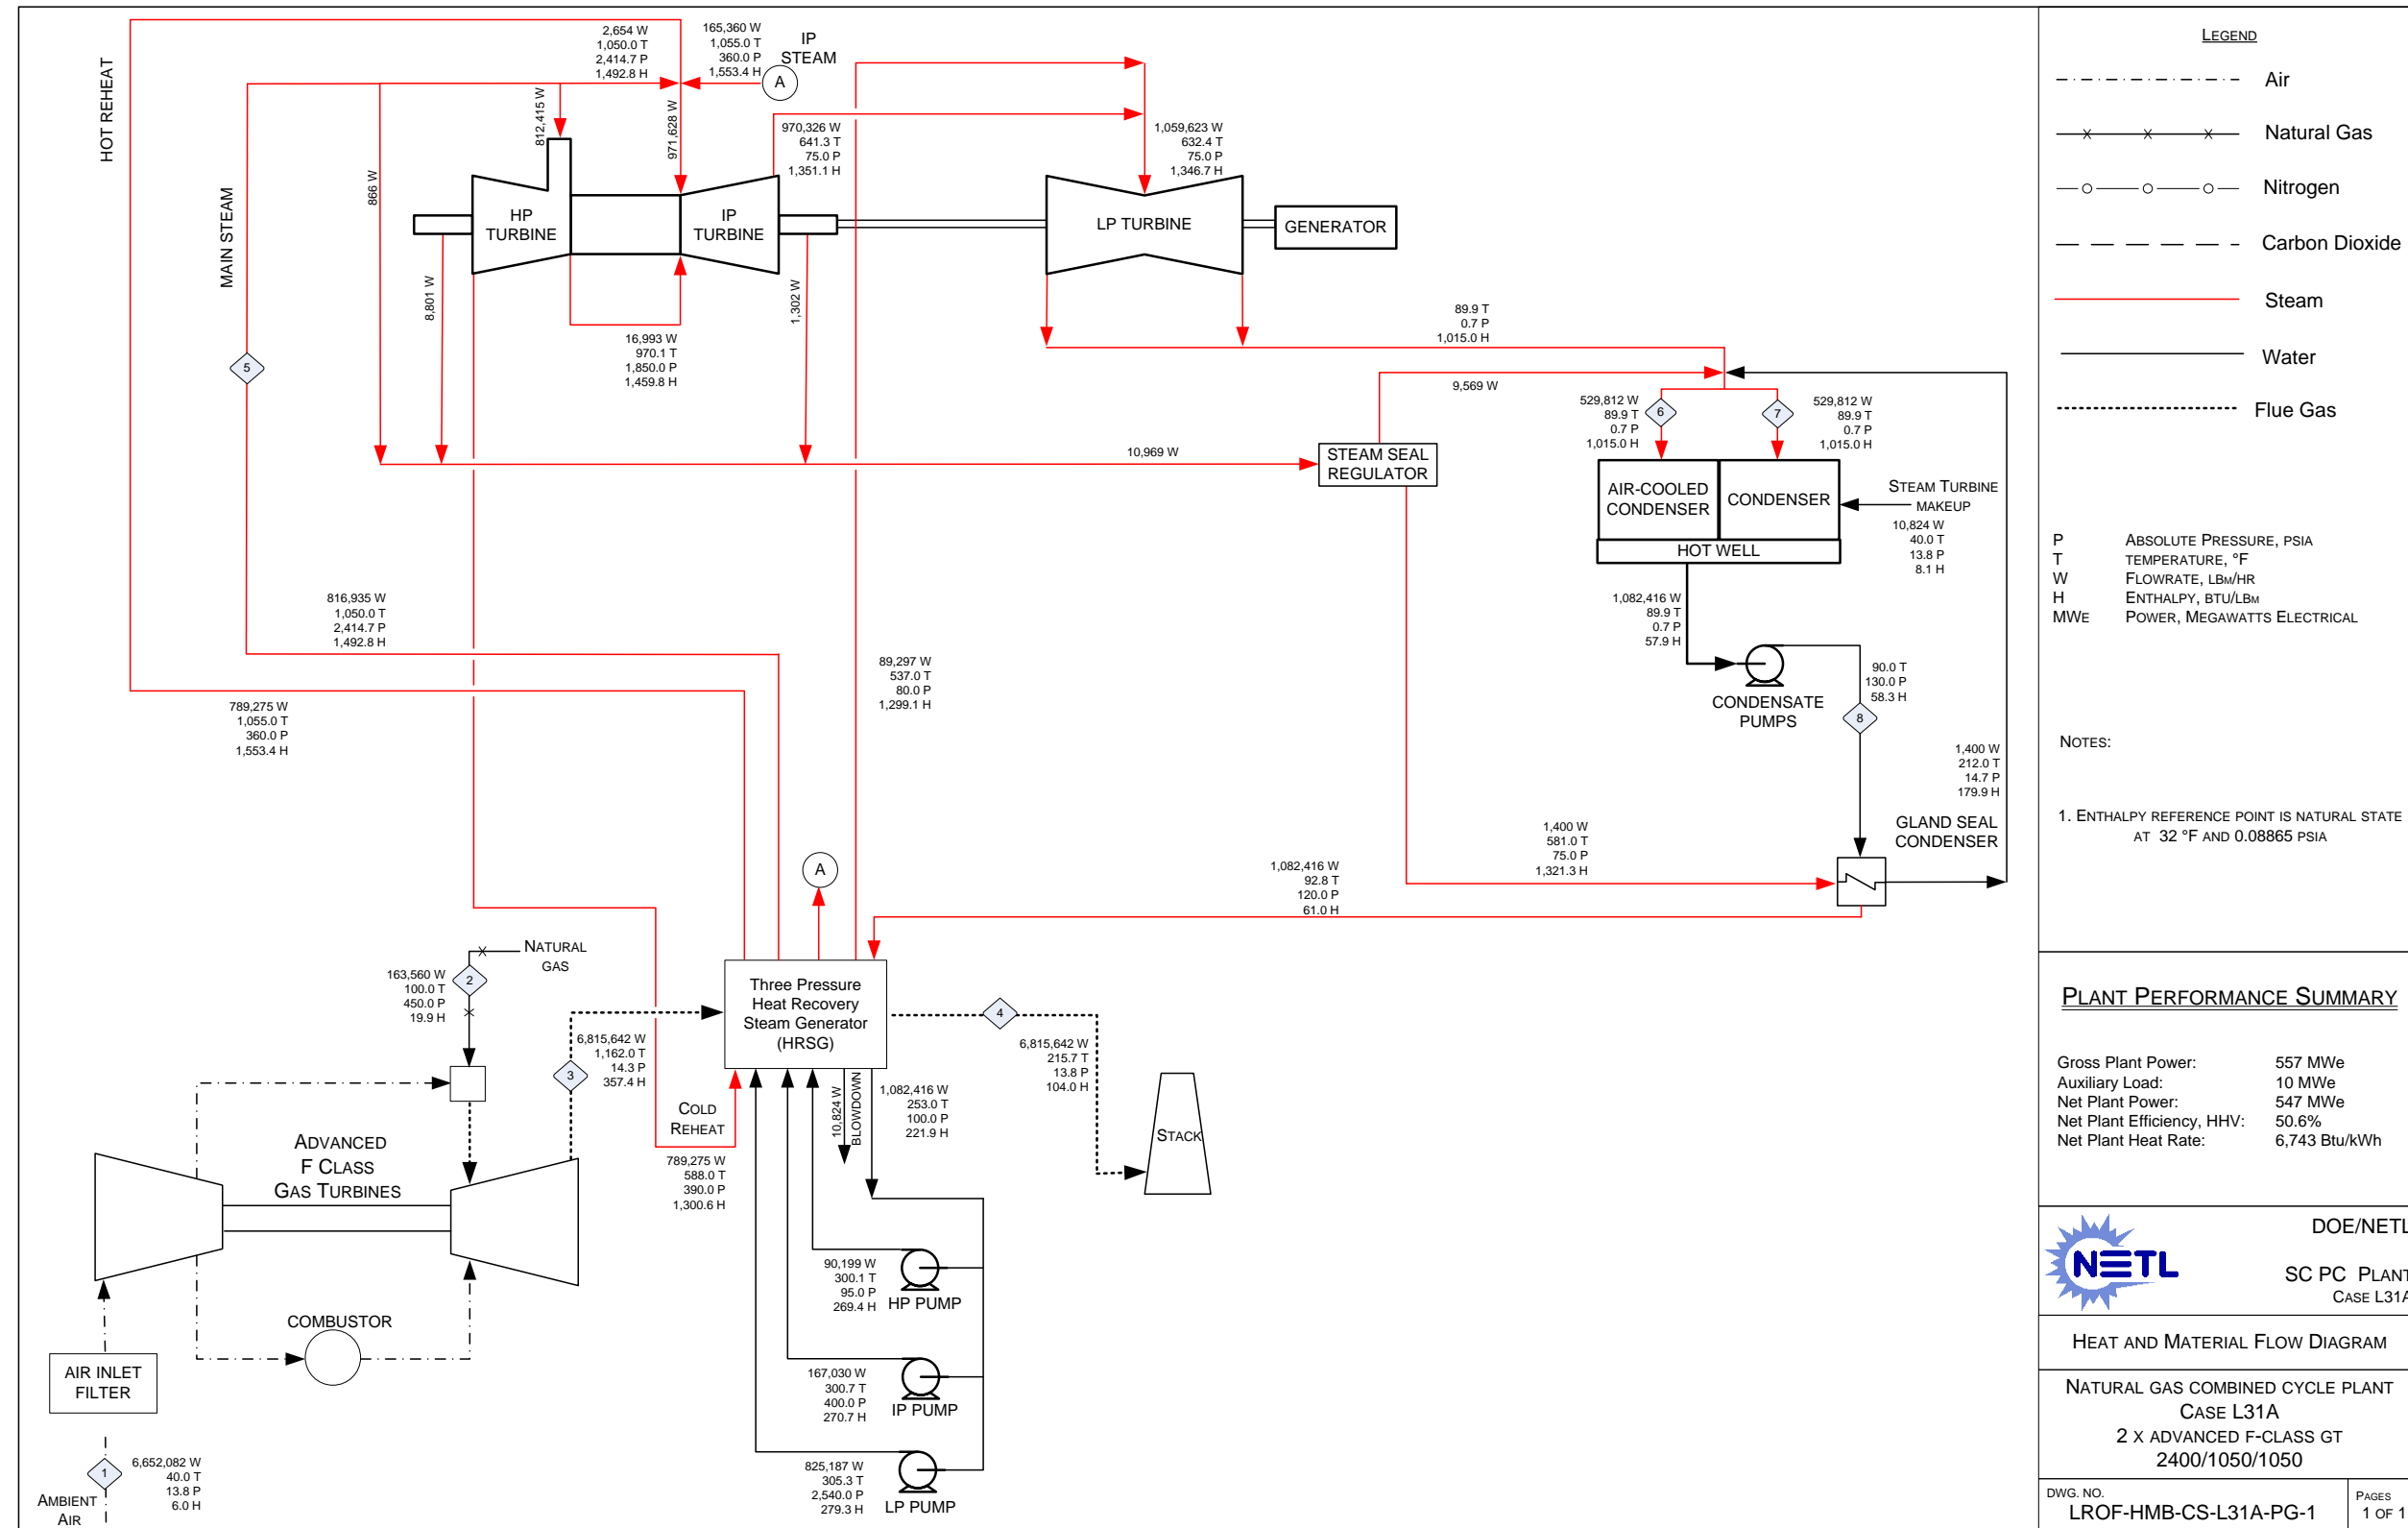 HOT REHEAT
MAIN STEAM
2,654 W
1,050.0 T
2,414.7 P
1,492.8 H
165,360 W
1,055.0 T
360.0 P
1,553.4 H
IP
STEAM
A
866 W
812,415 W
971,628 W
970,326 W
641.3 T
75.0 P
1,351.1 H
1,059,623 W
632.4 T
75.0 P
1,346.7 H
HP
TURBINE
IP
TURBINE
LP TURBINE
GENERATOR
8,801 W
1,302 W
16,993 W
970.1 T
1,850.0 P
1,459.8 H
5
89.9 T
0.7 P
1,015.0 H
9,569 W
529,812 W
89.9 T
0.7 P
1,015.0 H
6
7
529,812 W
89.9 T
0.7 P
1,015.0 H
10,969 W
STEAM SEAL
REGULATOR
AIR-COOLED
CONDENSER
CONDENSER
HOT WELL
STEAM TURBINE
MAKEUP
10,824 W
40.0 T
13.8 P
8.1 H
816,935 W
1,050.0 T
2,414.7 P
1,492.8 H
1,082,416 W
89.9 T
0.7 P
57.9 H
789,275 W
1,055.0 T
360.0 P
1,553.4 H
89,297 W
537.0 T
80.0 P
1,299.1 H
CONDENSATE
PUMPS
90.0 T
130.0 P
58.3 H
8
1,400 W
212.0 T
14.7 P
179.9 H
GLAND SEAL
CONDENSER
1,400 W
581.0 T
75.0 P
1,321.3 H
1,082,416 W
92.8 T
120.0 P
61.0 H
A
NATURAL
GAS
163,560 W
100.0 T
450.0 P
19.9 H
2
Three Pressure
Heat Recovery
Steam Generator
(HRSG)
6,815,642 W
1,162.0 T
14.3 P
357.4 H
3
4
6,815,642 W
215.7 T
13.8 P
104.0 H
STACK
COLD
REHEAT
789,275 W
588.0 T
390.0 P
1,300.6 H
10,824 W
BLOWDOWN
1,082,416 W
253.0 T
100.0 P
221.9 H
ADVANCED
F CLASS
GAS TURBINES
COMBUSTOR
AIR INLET
FILTER
1
6,652,082 W
40.0 T
13.8 P
6.0 H
AMBIENT
AIR
90,199 W
300.1 T
95.0 P
269.4 H
HP PUMP
167,030 W
300.7 T
400.0 P
270.7 H
IP PUMP
825,187 W
305.3 T
2,540.0 P
279.3 H
LP PUMP
LEGEND
Air
Natural Gas
Nitrogen
Carbon Dioxide
Steam
Water
Flue Gas
P ABSOLUTE PRESSURE, PSIA
T TEMPERATURE, °F
W FLOWRATE, LBM/HR
H ENTHALPY, BTU/LBM
MWE POWER, MEGAWATTS ELECTRICAL
NOTES:
1. ENTHALPY REFERENCE POINT IS NATURAL STATE
AT 32 °F AND 0.08865 PSIA
PLANT PERFORMANCE SUMMARY
Gross Plant Power: 557 MWe
Auxiliary Load: 10 MWe
Net Plant Power: 547 MWe
Net Plant Efficiency, HHV: 50.6%
Net Plant Heat Rate: 6,743 Btu/kWh
NETL
DOE/NETL
SC PC PLANT
CASE L31A
HEAT AND MATERIAL FLOW DIAGRAM
NATURAL GAS COMBINED CYCLE PLANT
CASE L31A
2 X ADVANCED F-CLASS GT
2400/1050/1050
DWG. NO.
LROF-HMB-CS-L31A-PG-1
PAGES
1 OF 1